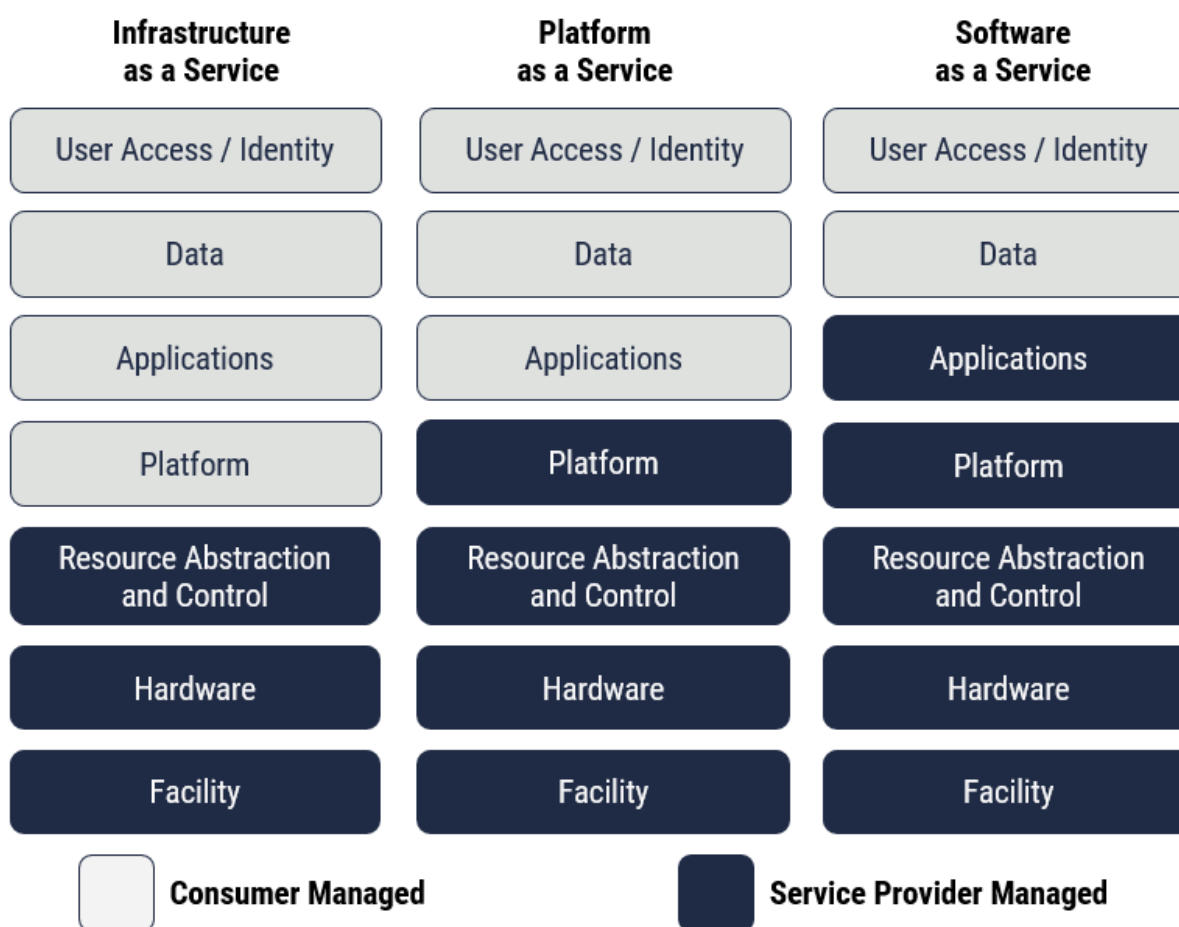 Infrastructure
as a Service
Platform
as a Service
Software
as a Service
User Access / Identity
User Access / Identity
User Access / Identity
Data
Data
Data
Applications
Applications
Applications
Platform
Platform
Platform
Resource Abstraction
and Control
Resource Abstraction
and Control
Resource Abstraction
and Control
Hardware
Hardware
Hardware
Facility
Facility
Facility
Consumer Managed
Service Provider Managed